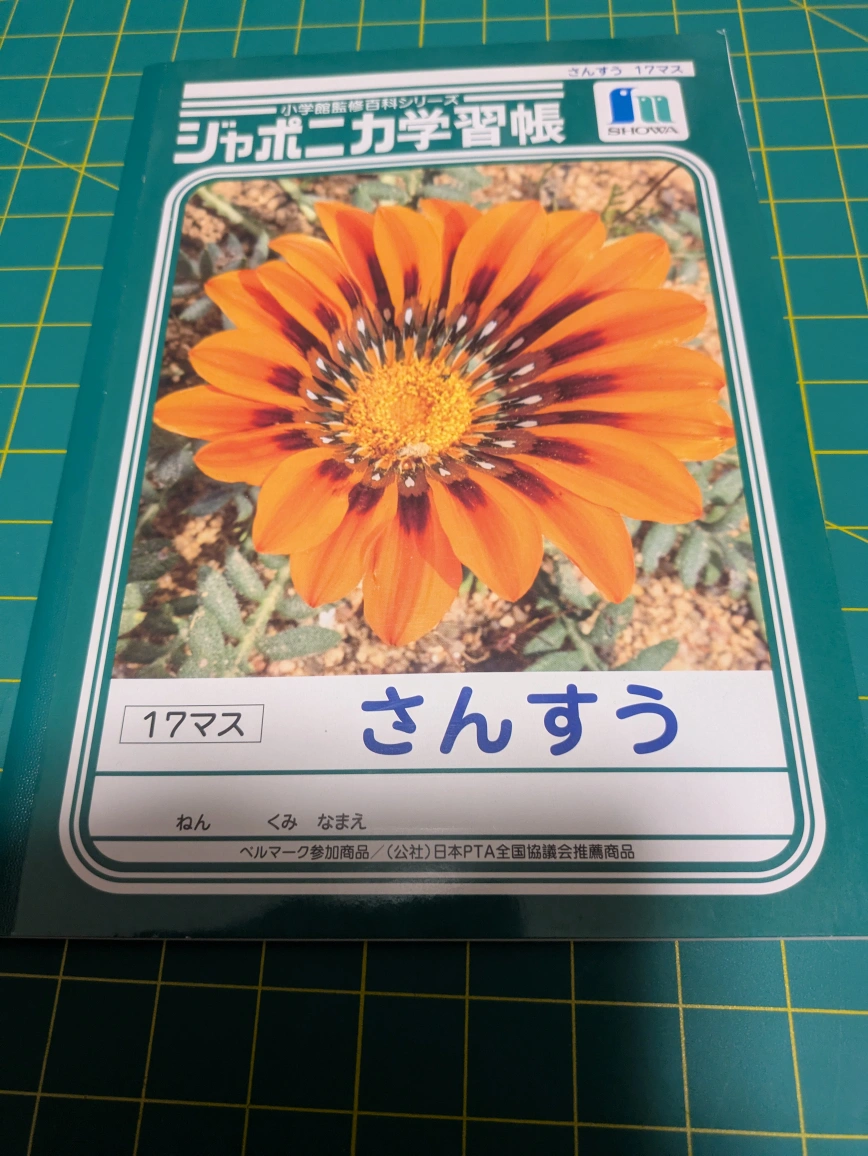 さんすう 17マス
小学館監修百科シリーズ
ジャポニカ学習帳
SHOWA
17マス
さんすう
ねん くみ なまえ
ベルマーク参加商品/(公社)日本PTA全国協議会推薦商品